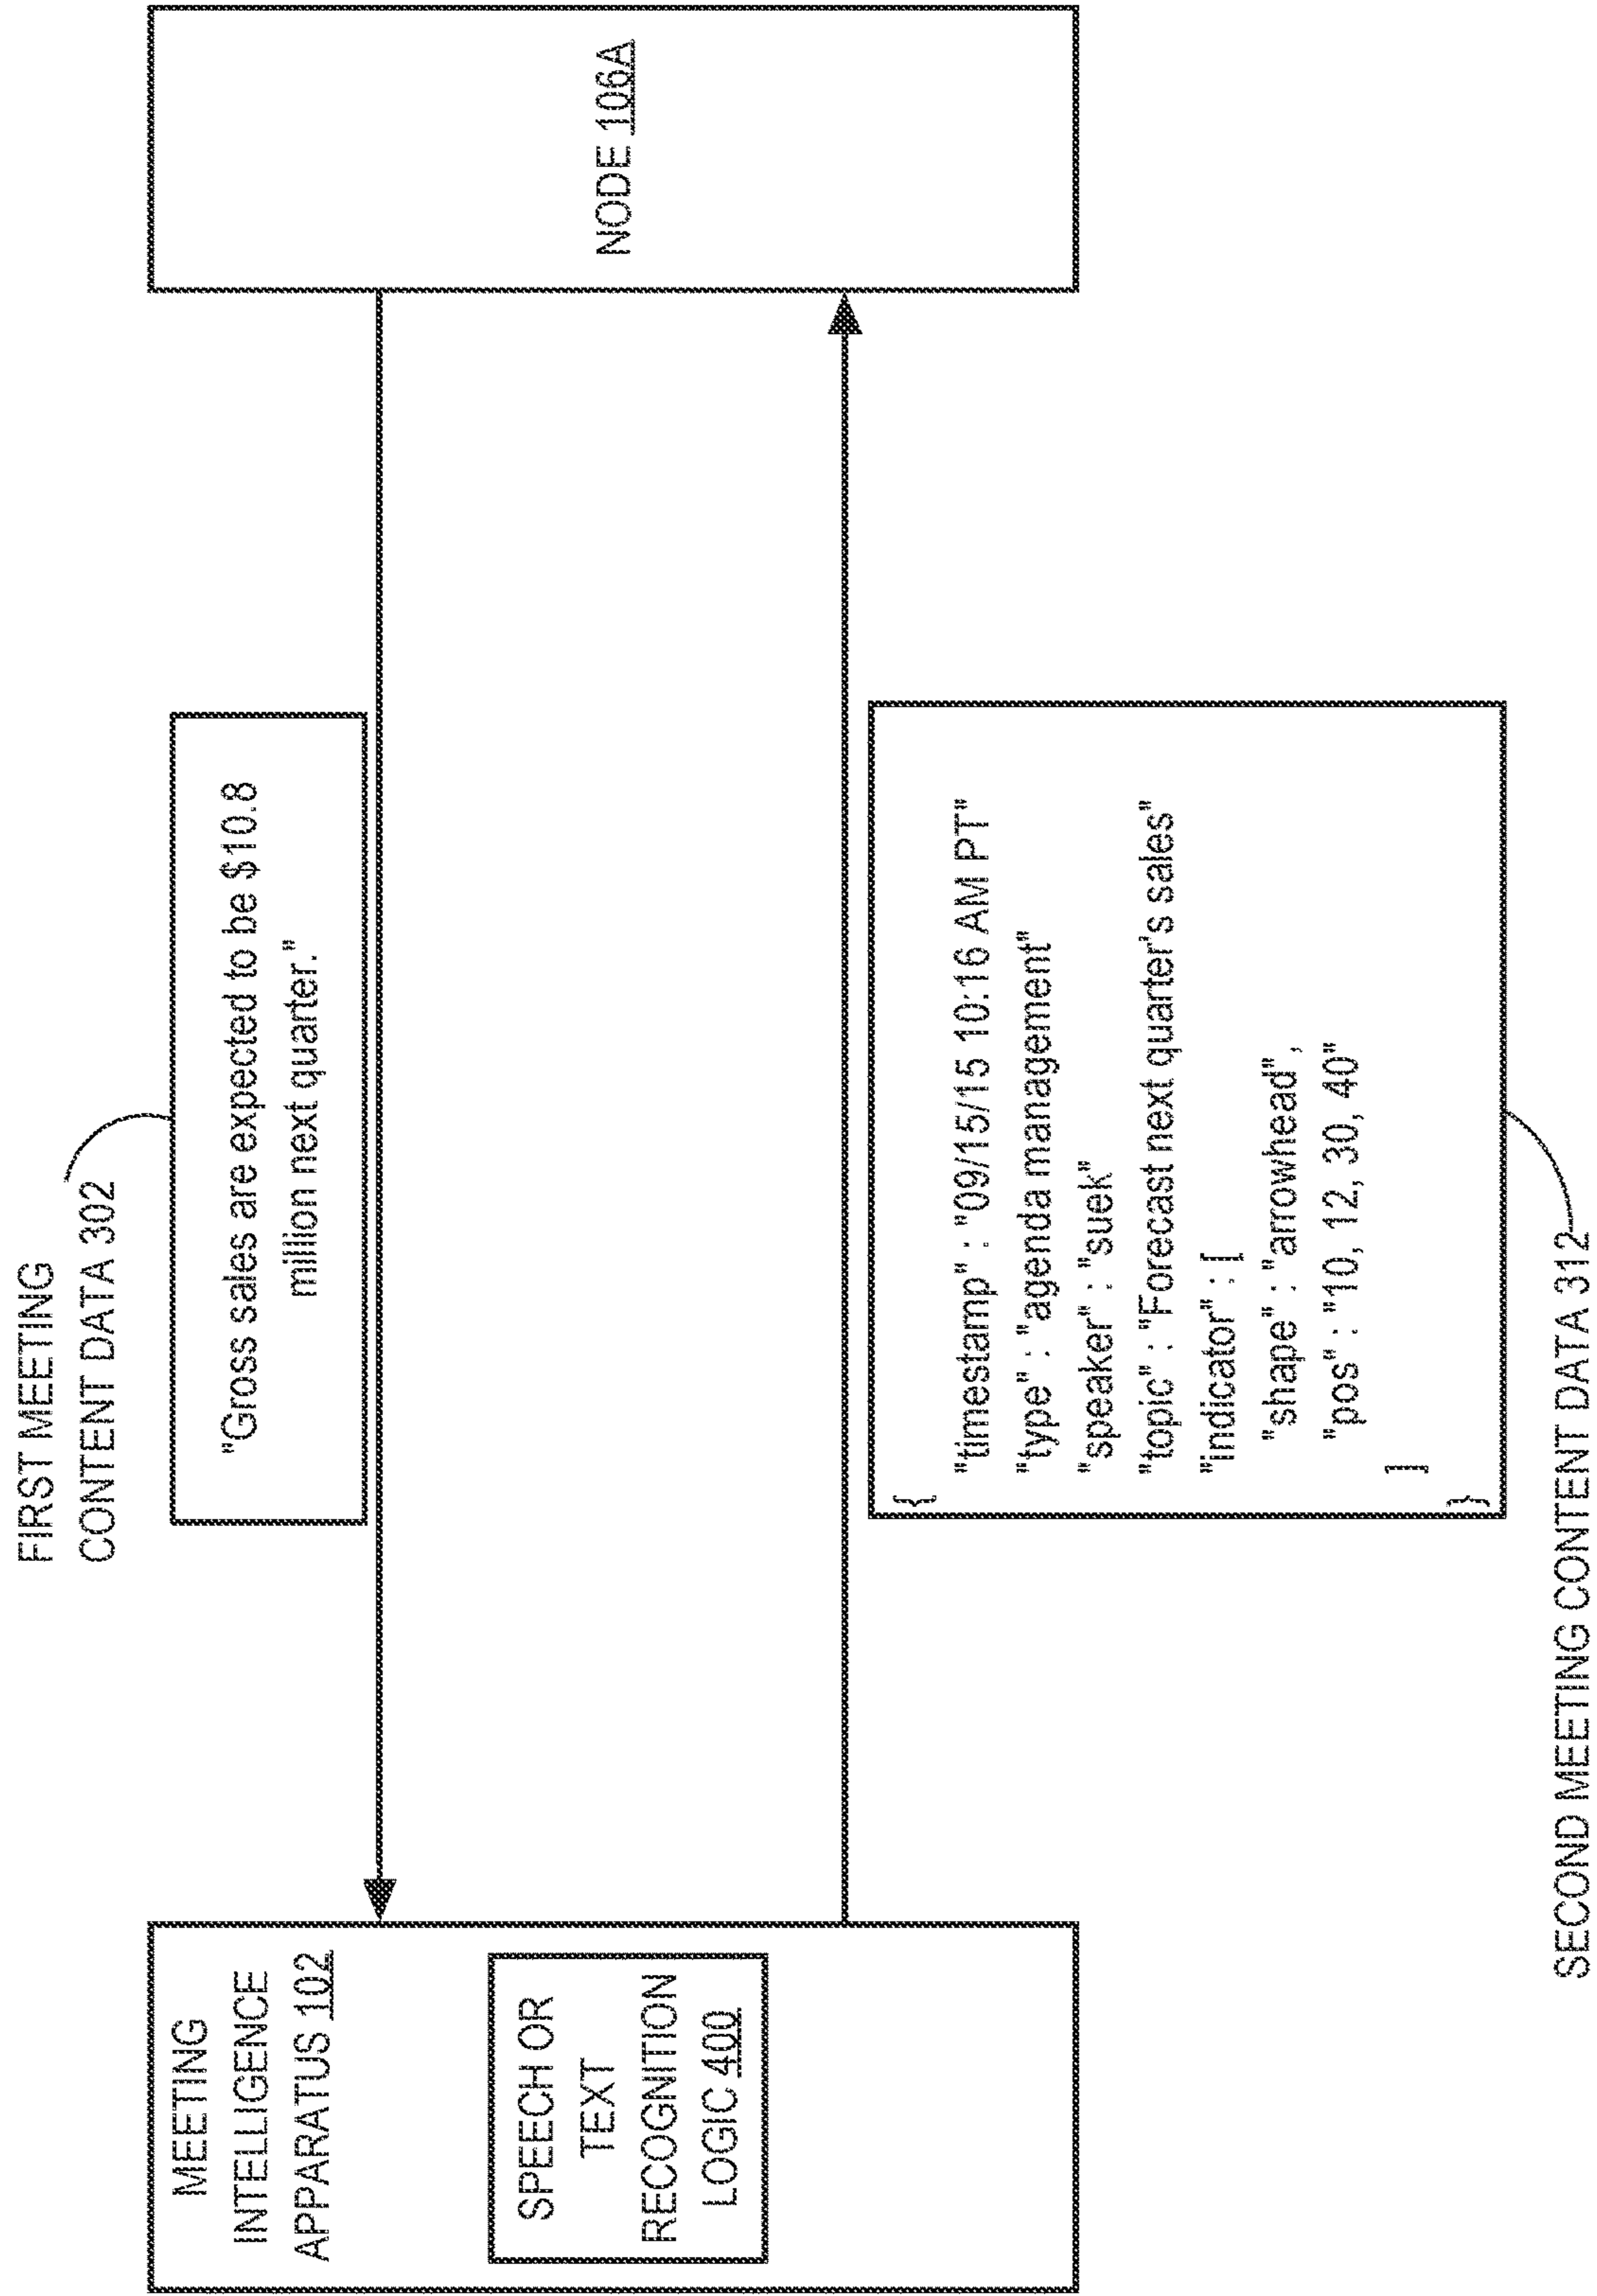 MEETING
INTELLIGENCE
APPARATUS 102
SPEECH OR
TEXT
RECOGNITION
LOGIC 400
FIRST MEETING
CONTENT DATA 302
"Gross sales are expected to be $10.8
million next quarter."
NODE 106A
{
"timestamp" : "09/15/15 10:16 AM PT"
"type" : "agenda management"
"speaker" : "suek"
"topic" : "Forecast next quarter's sales"
"indicator" : [
"shape" : "arrowhead",
"pos" : "10, 12, 30, 40"
]
}
SECOND MEETING CONTENT DATA 312